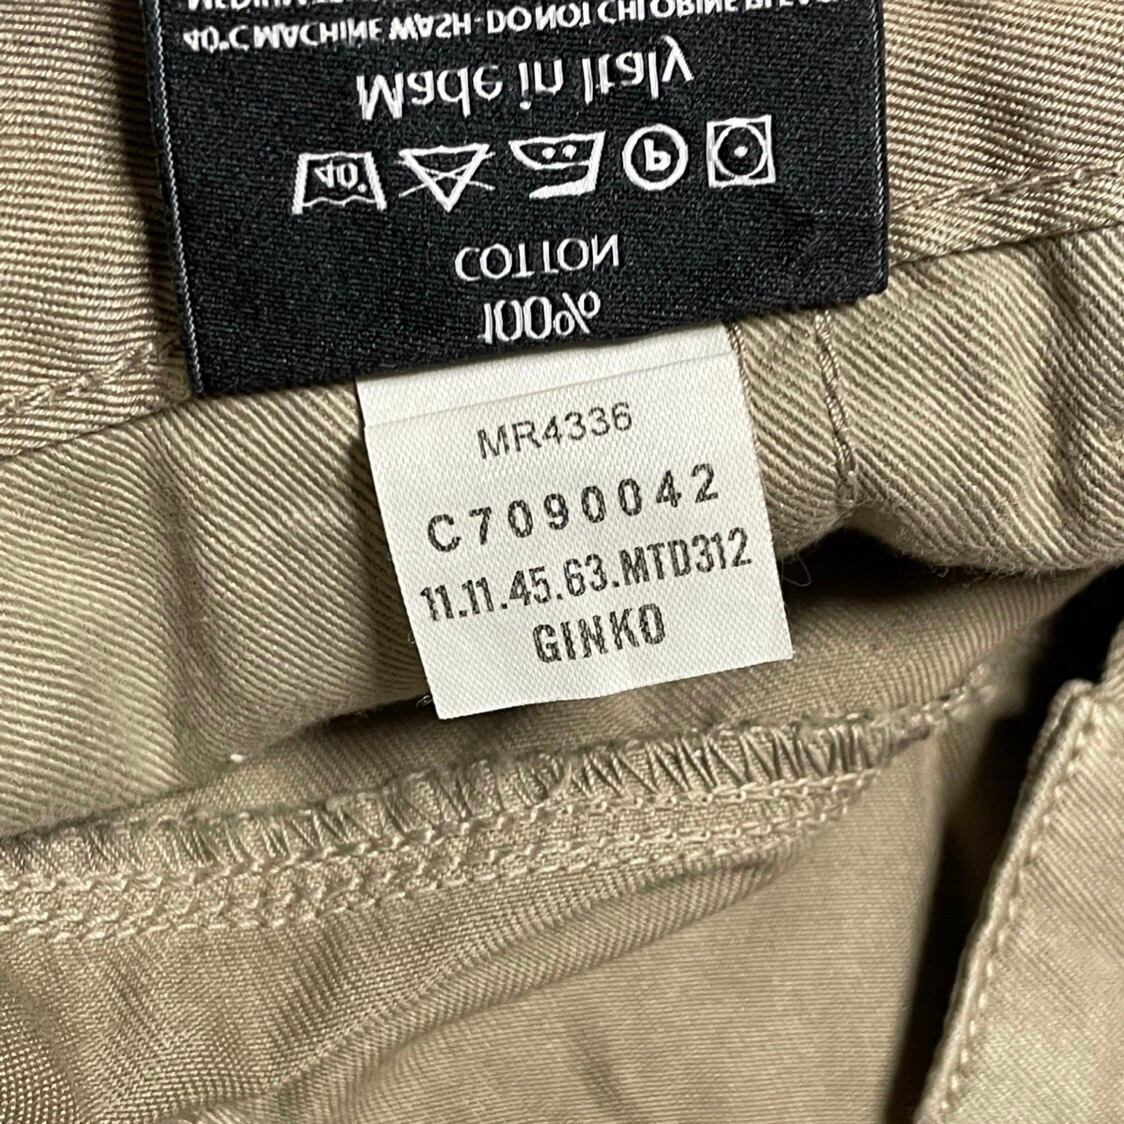 40°C MACHINE WASH - DO NOT CHLORINE BLEACH
Made in Italy
40°
P
COTTON
100%
MR4336
C7090042
11.11.45.63.MTD312
GINKO